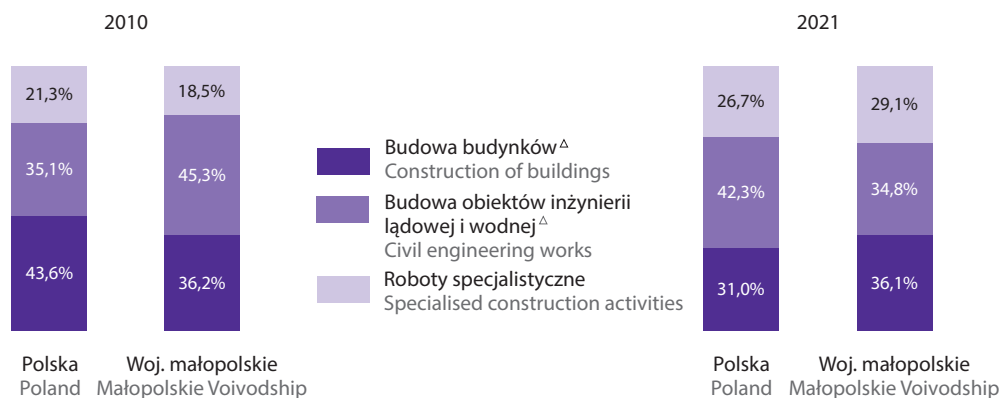 2010
2021
21,3%
35,1%
43,6%
18,5%
45,3%
36,2%
Budowa budynków△
Construction of buildings
Budowa obiektów inżynierii
lądowej i wodnej△
Civil engineering works
Roboty specjalistyczne
Specialised construction activities
26,7%
42,3%
31,0%
29,1%
34,8%
36,1%
Polska
Poland
Woj. małopolskie
Małopolskie Voivodship
Polska
Poland
Woj. małopolskie
Małopolskie Voivodship